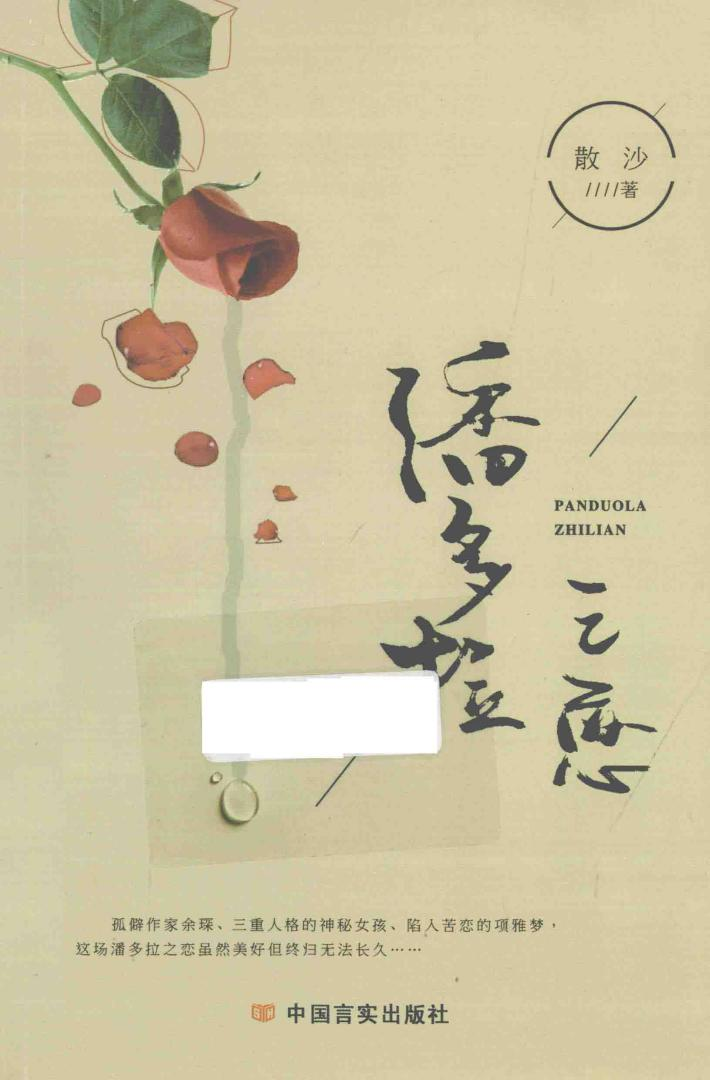 散 沙
////著
潘多拉
之恋
PANDUOLA
ZHILIAN
孤僻作家余琛、三重人格的神秘女孩、陷入苦恋的项雅梦，
这场潘多拉之恋虽然美好但终归无法长久……
中国言实出版社